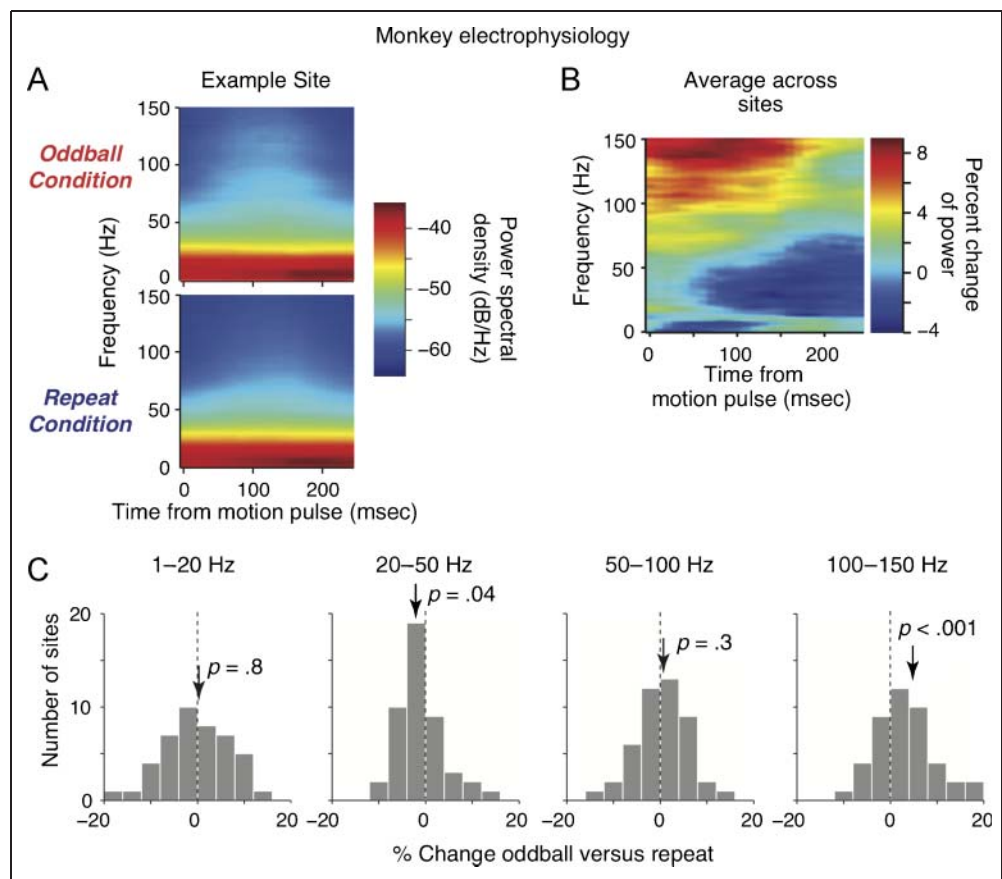 Monkey electrophysiology
A
Example Site
Oddball
Condition
Repeat
Condition
Frequency (Hz)
150
100
50
0
150
100
50
0
0
100
200
Time from motion pulse (msec)
−40
−50
−60
Power spectral
density (dB/Hz)
B
Average across
sites
Frequency (Hz)
150
100
50
0
0
100
200
Time from
motion pulse (msec)
8
4
0
−4
Percent change
of power
C
1–20 Hz
20–50 Hz
50–100 Hz
100–150 Hz
Number of sites
20
10
0
p = .8
p = .04
p = .3
p < .001
−20
0
20
−20
0
20
−20
0
20
−20
0
20
% Change oddball versus repeat